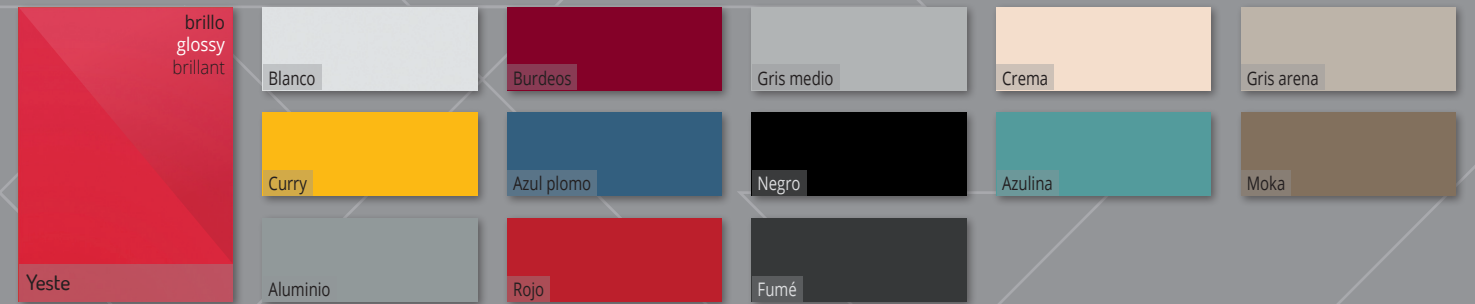 brillo
glossy
brillant
Yeste
Blanco
Burdeos
Gris medio
Crema
Gris arena
Curry
Azul plomo
Negro
Azulina
Moka
Aluminio
Rojo
Fumé